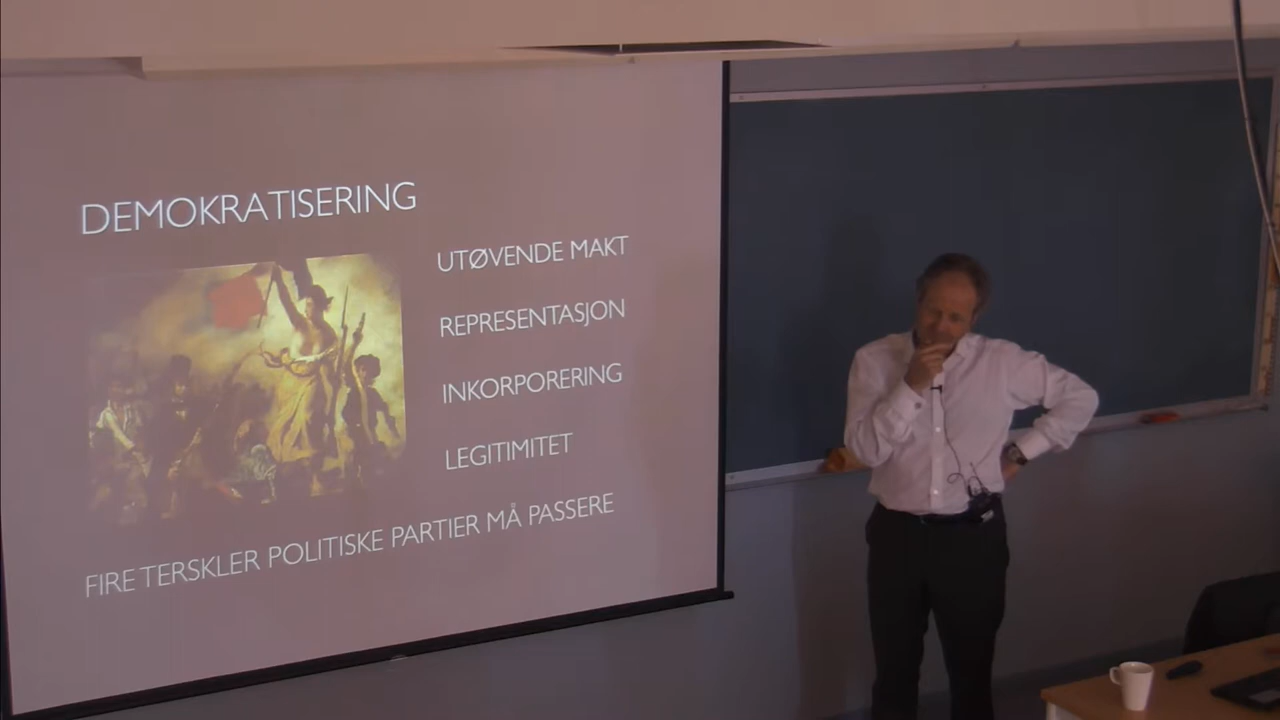 DEMOKRATISERING
UTØVENDE MAKT
REPRESENTASJON
INKORPORERING
LEGITIMITET
FIRE TERSKLER POLITISKE PARTIER MÅ PASSERE